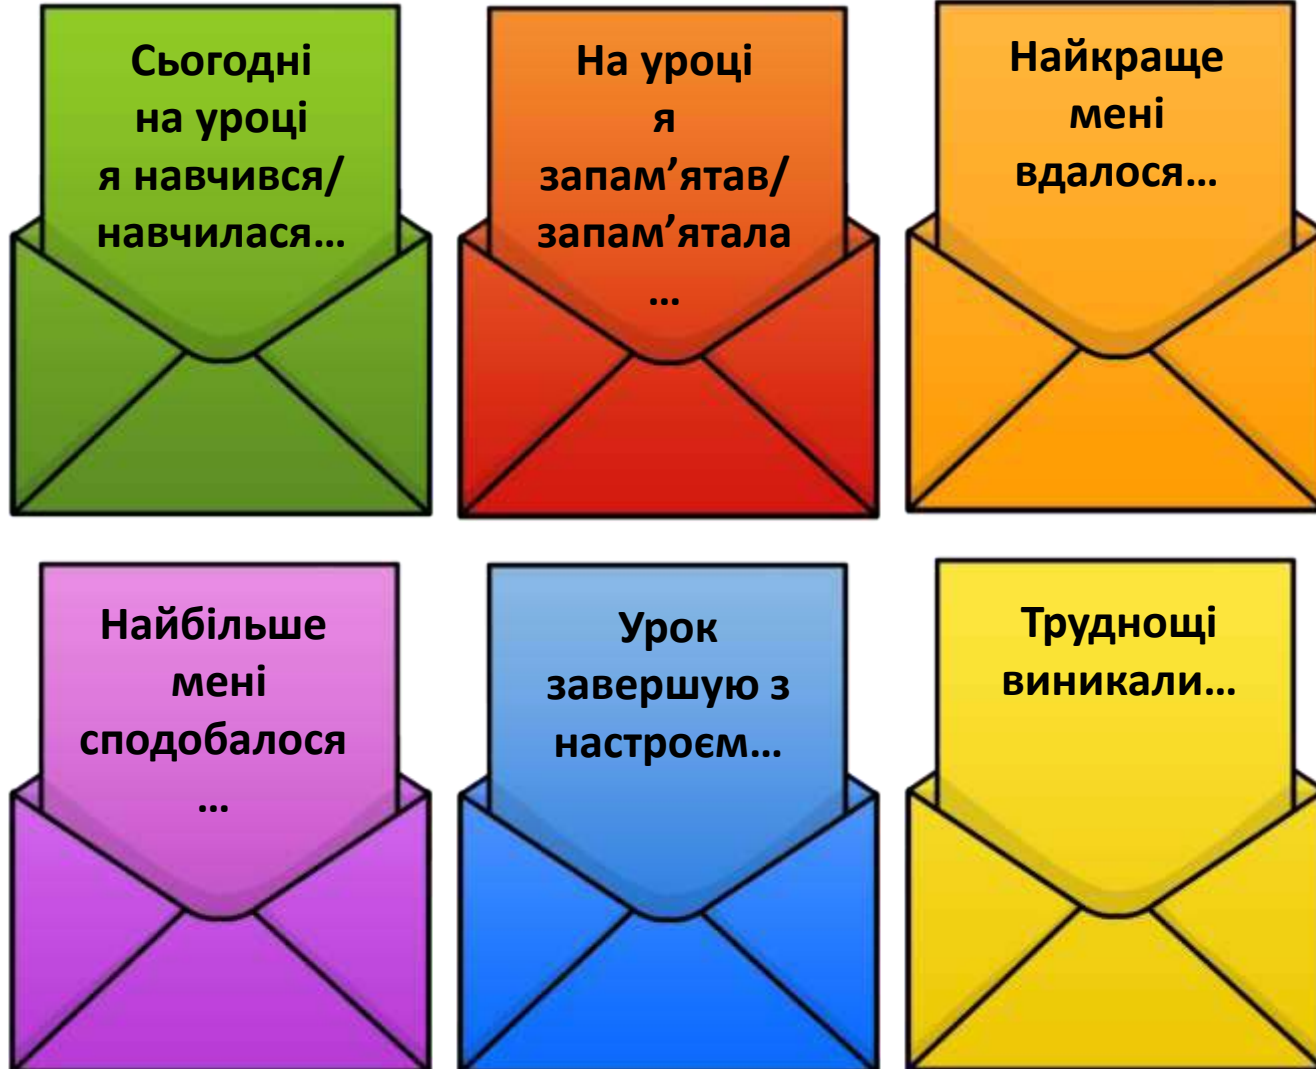 Сьогодні
на уроці
я навчився/
навчилася…
На уроці
я
запам’ятав/
запам’ятала
…
Найкраще
мені
вдалося…
Найбільше
мені
сподобалося
…
Урок
завершую з
настроєм…
Труднощі
виникали…